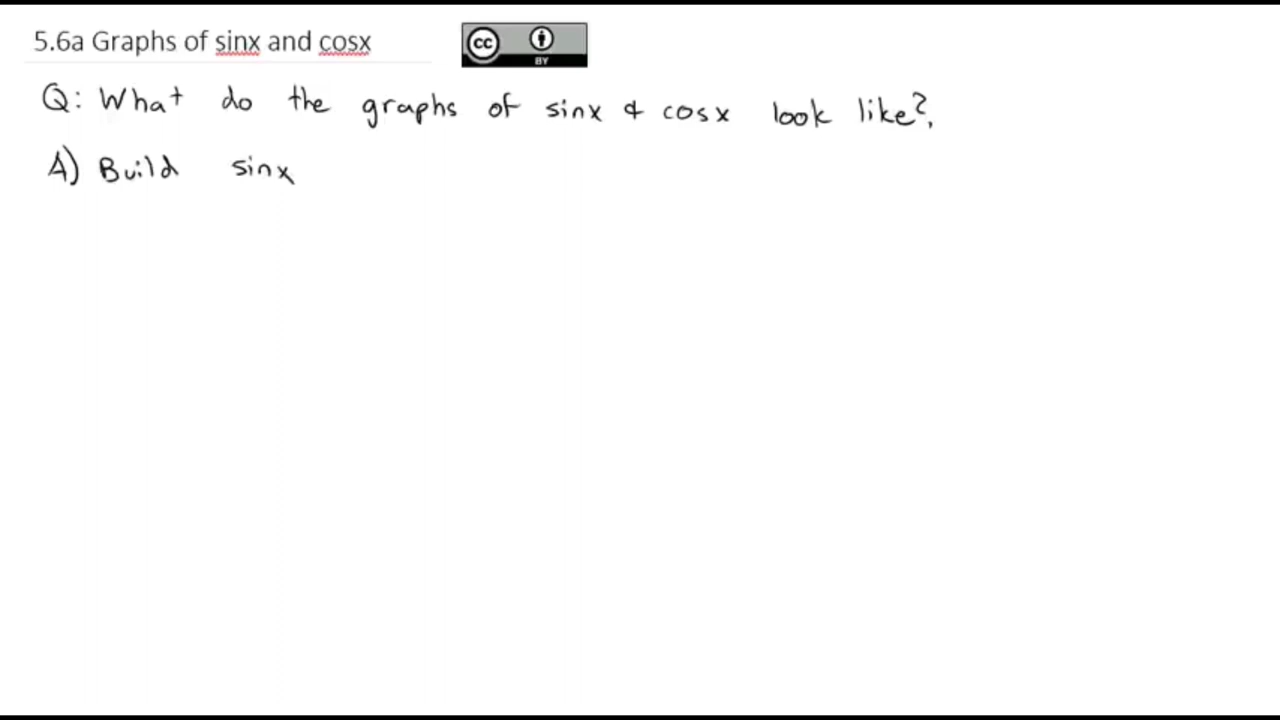 5.6a Graphs of sinx and cosx
cc BY
Q: What do the graphs of sinx & cosx look like?.
A) Build sinx